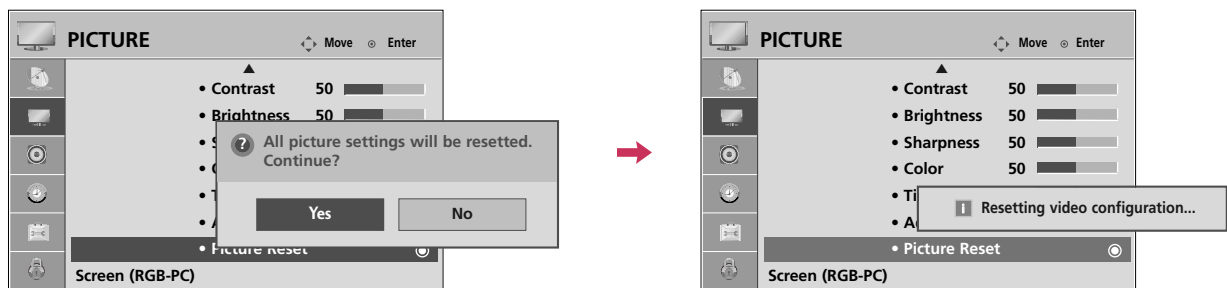 PICTURE
Move
Enter
• Contrast 50
• Brightness 50
All picture settings will be resetted.
Continue?
Yes No
• Picture Reset
Screen (RGB-PC)
PICTURE
Move
Enter
• Contrast 50
• Brightness 50
• Sharpness 50
• Color 50
• Ti
Resetting video configuration...
• Picture Reset
Screen (RGB-PC)